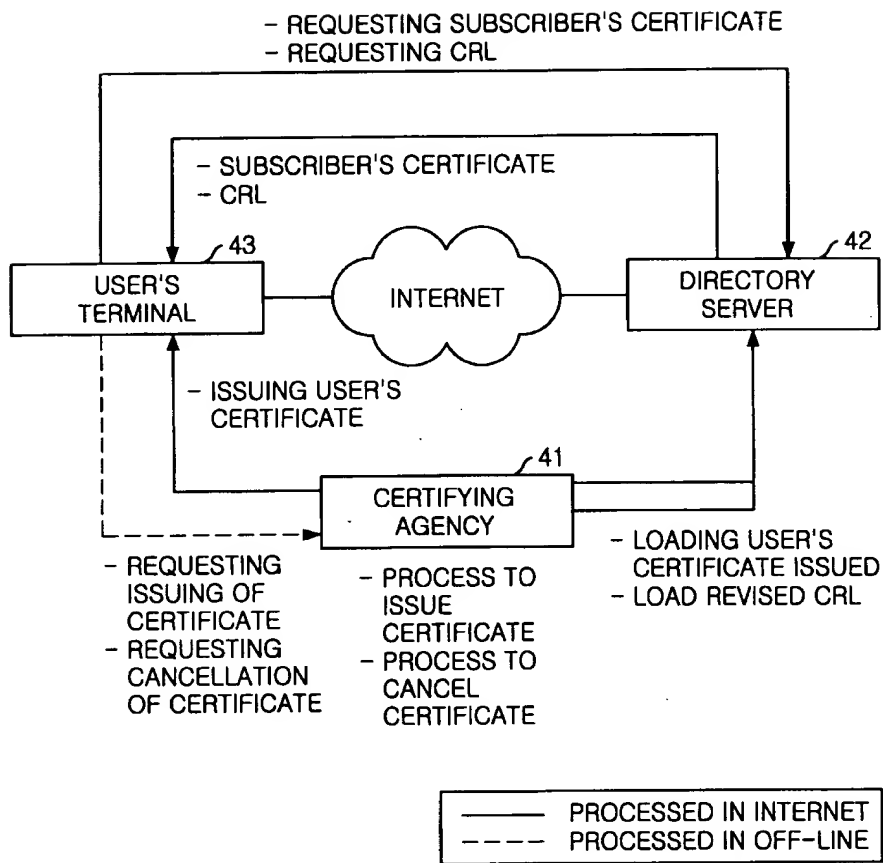 - REQUESTING SUBSCRIBER'S CERTIFICATE
- REQUESTING CRL
- SUBSCRIBER'S CERTIFICATE
- CRL
43
42
USER'S
TERMINAL
INTERNET
DIRECTORY
SERVER
- ISSUING USER'S
CERTIFICATE
41
CERTIFYING
AGENCY
- REQUESTING
ISSUING OF
CERTIFICATE
- REQUESTING
CANCELLATION
OF CERTIFICATE
- PROCESS TO
ISSUE
CERTIFICATE
- PROCESS TO
CANCEL
CERTIFICATE
- LOADING USER'S
CERTIFICATE ISSUED
- LOAD REVISED CRL
PROCESSED IN INTERNET
PROCESSED IN OFF-LINE